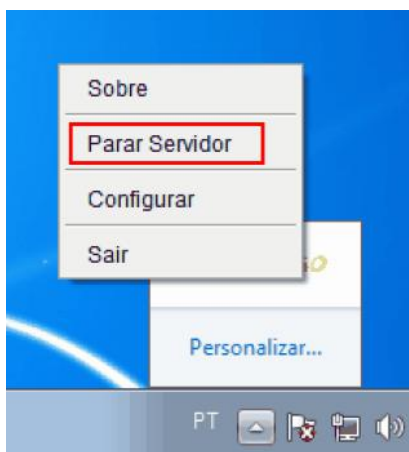 Sobre
Parar Servidor
Configurar
Sair
Personalizar...
PT